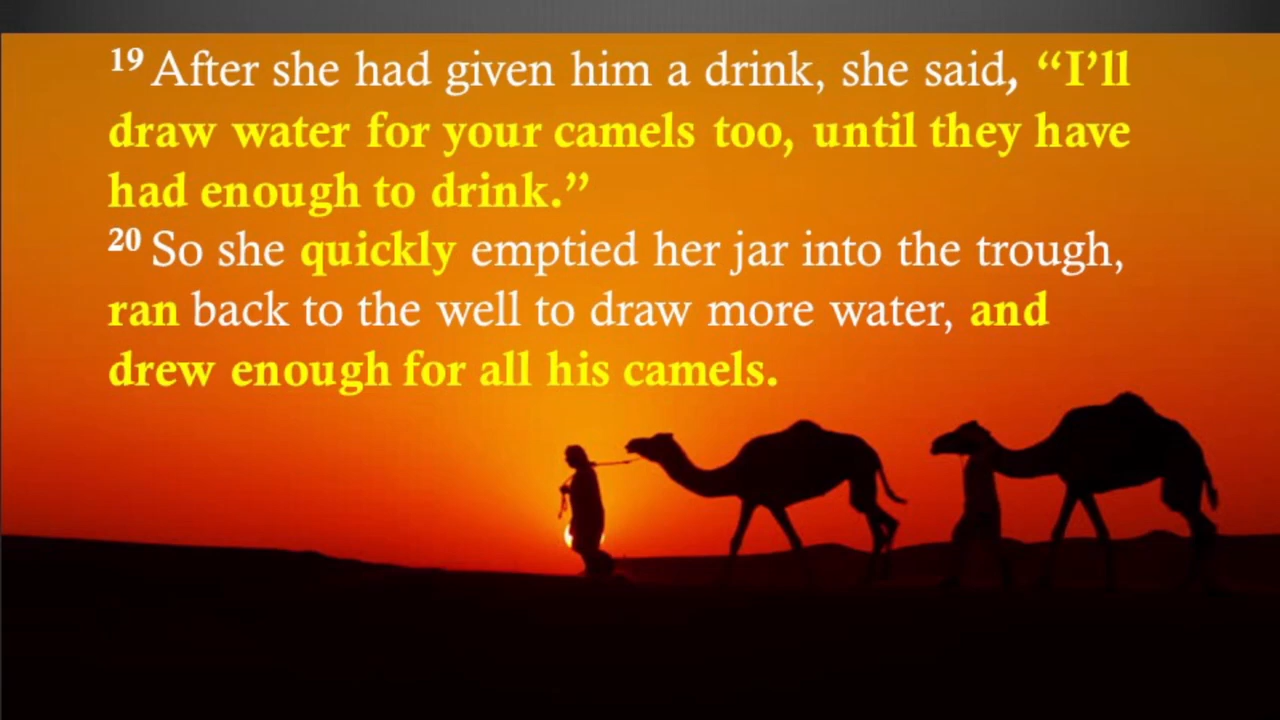 19 After she had given him a drink, she said, “I’ll
draw water for your camels too, until they have
had enough to drink.”
20 So she quickly emptied her jar into the trough,
ran back to the well to draw more water, and
drew enough for all his camels.